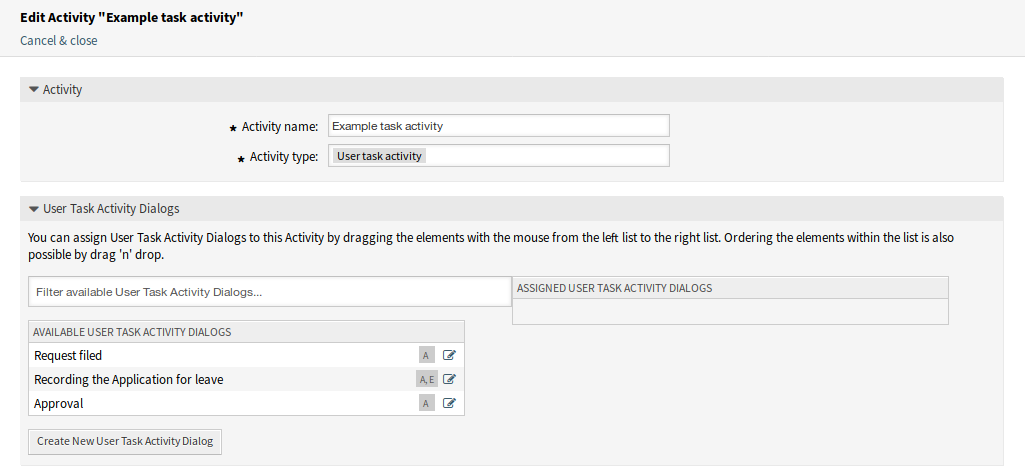 Edit Activity "Example task activity"
Cancel & close
Activity
★ Activity name: Example task activity
★ Activity type: User task activity
User Task Activity Dialogs
You can assign User Task Activity Dialogs to this Activity by dragging the elements with the mouse from the left list to the right list. Ordering the elements within the list is also
possible by drag 'n' drop.
Filter available User Task Activity Dialogs...
ASSIGNED USER TASK ACTIVITY DIALOGS
AVAILABLE USER TASK ACTIVITY DIALOGS
Request filed A
Recording the Application for leave A, E
Approval A
Create New User Task Activity Dialog